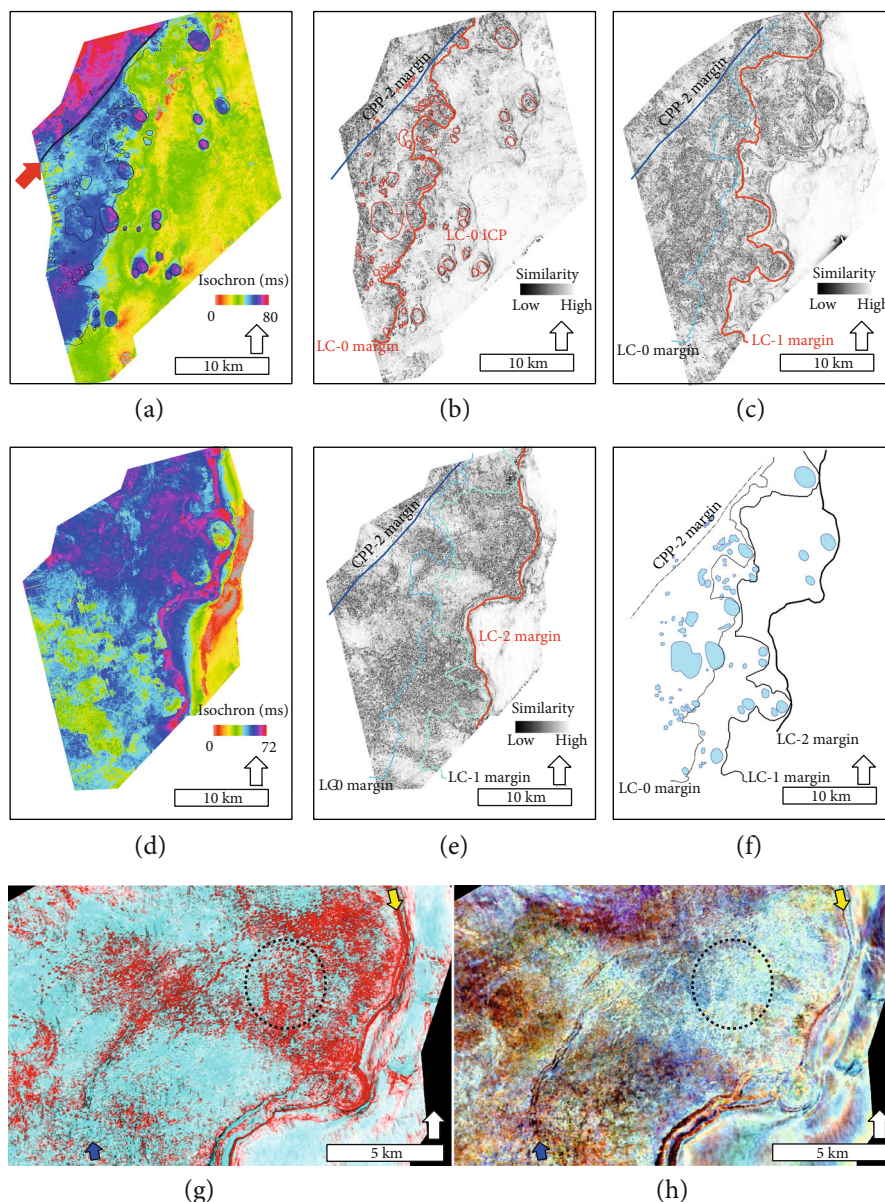 CPP-2 margin
CPP-2 margin
LC-0 ICP
Isochron (ms)
0 80
10 km
Similarity
Low High
LC-0 margin
10 km
Similarity
Low High
LC-0 margin
LC-1 margin
10 km
(a)
(b)
(c)
CPP-2 margin
CPP-2 margin
LC-2 margin
Isochron (ms)
0 72
10 km
Similarity
Low High
LC-0 margin
LC-1 margin
10 km
LC-2 margin
LC-0 margin
LC-1 margin
10 km
(d)
(e)
(f)
5 km
5 km
(g)
(h)